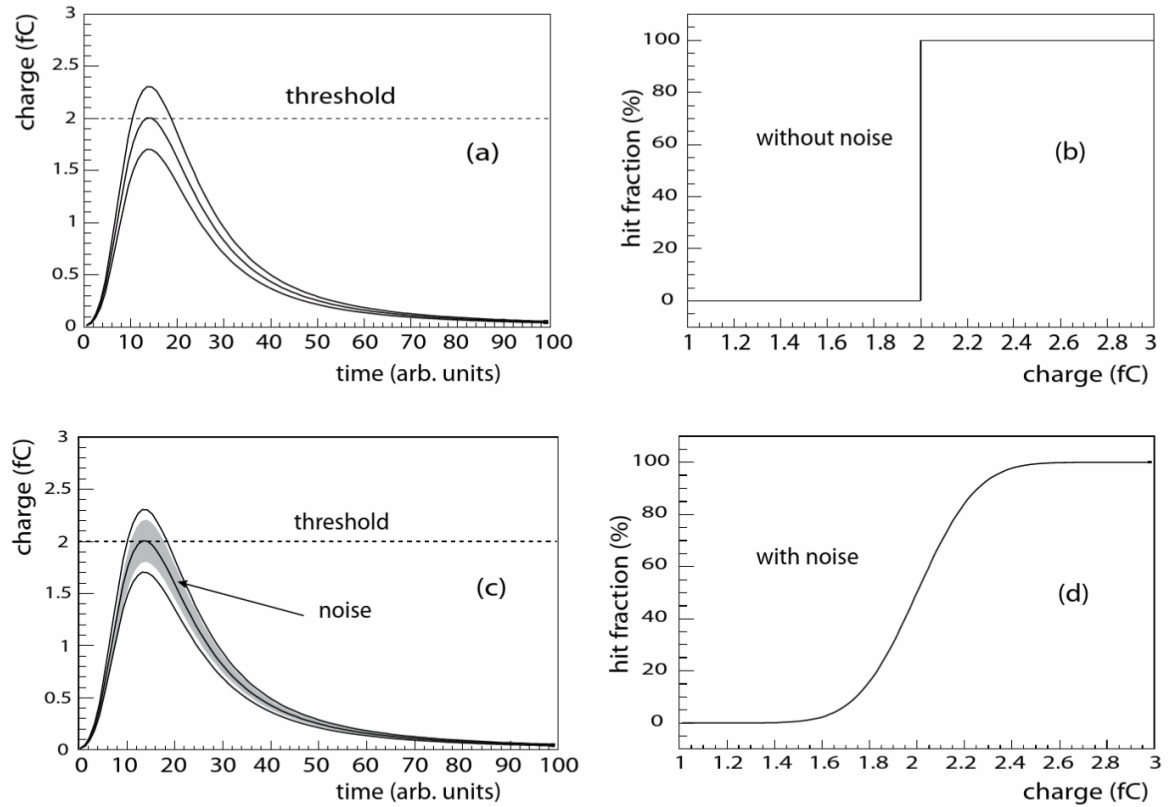 charge (fC)
3
2.5
2
1.5
1
0.5
0
threshold
(a)
0 10 20 30 40 50 60 70 80 90 100
time (arb. units)
hit fraction (%)
100
80
60
40
20
0
without noise
(b)
1 1.2 1.4 1.6 1.8 2 2.2 2.4 2.6 2.8 3
charge (fC)
charge (fC)
3
2.5
2
1.5
1
0.5
0
threshold
(c)
noise
0 10 20 30 40 50 60 70 80 90 100
time (arb. units)
hit fraction (%)
100
80
60
40
20
0
with noise
(d)
1 1.2 1.4 1.6 1.8 2 2.2 2.4 2.6 2.8 3
charge (fC)